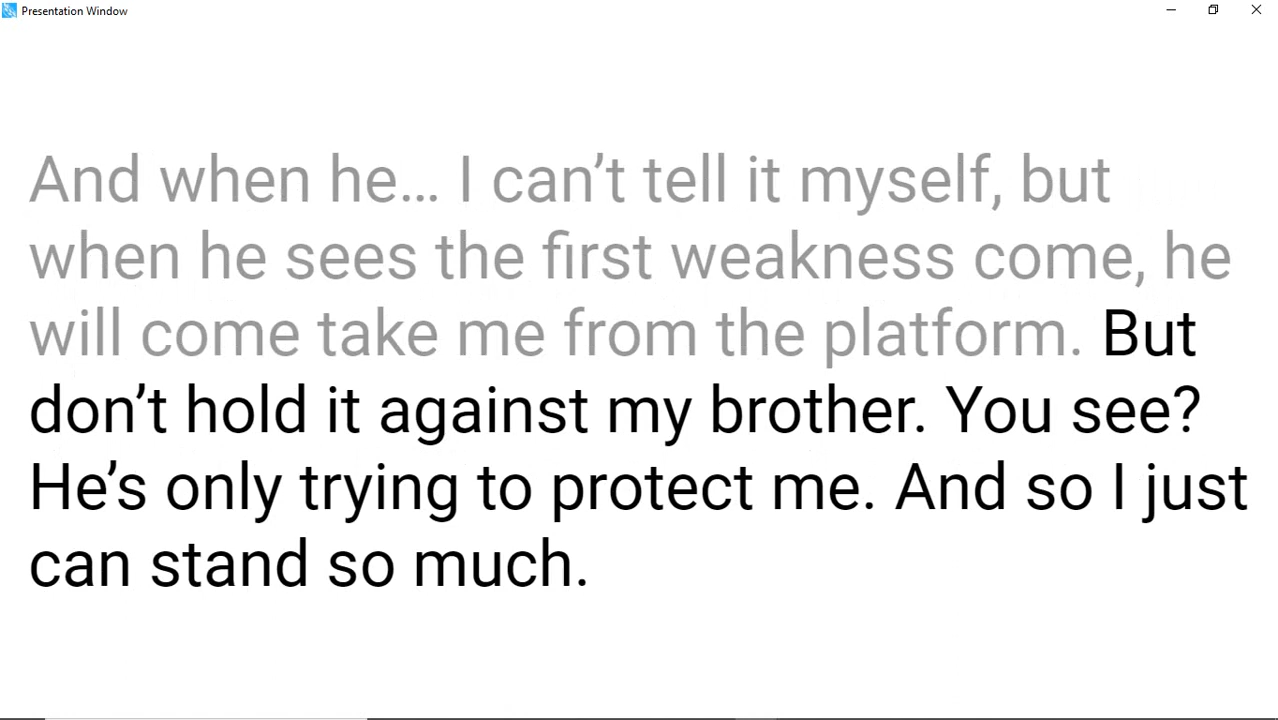 Presentation Window
And when he... I can’t tell it myself, but
when he sees the first weakness come, he
will come take me from the platform. But
don’t hold it against my brother. You see?
He’s only trying to protect me. And so I just
can stand so much.